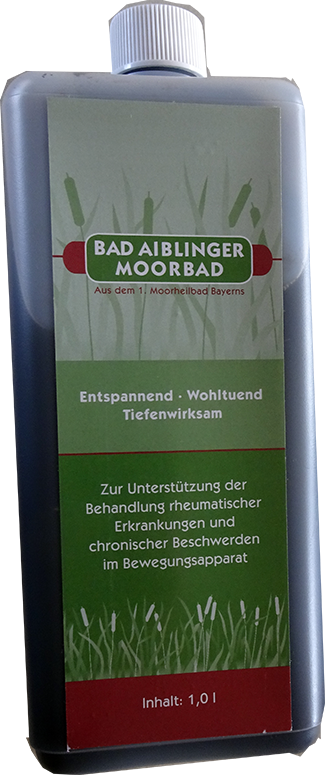 BAD AIBLINGER
MOORBAD
Aus dem 1. Moorheilbad Bayerns
Entspannend · Wohltuend
Tiefenwirksam
Zur Unterstützung der
Behandlung rheumatischer
Erkrankungen und
chronischer Beschwerden
im Bewegungsapparat
Inhalt: 1,0 l